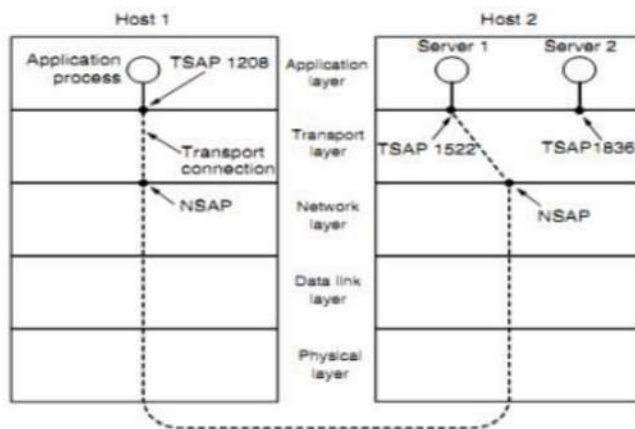 Host 1
Host 2
Application
process
TSAP 1208
Application
layer
Server 1
Server 2
Transport
connection
Transport
layer
TSAP 1522
TSAP1836
NSAP
Network
layer
NSAP
Data link
layer
Physical
layer